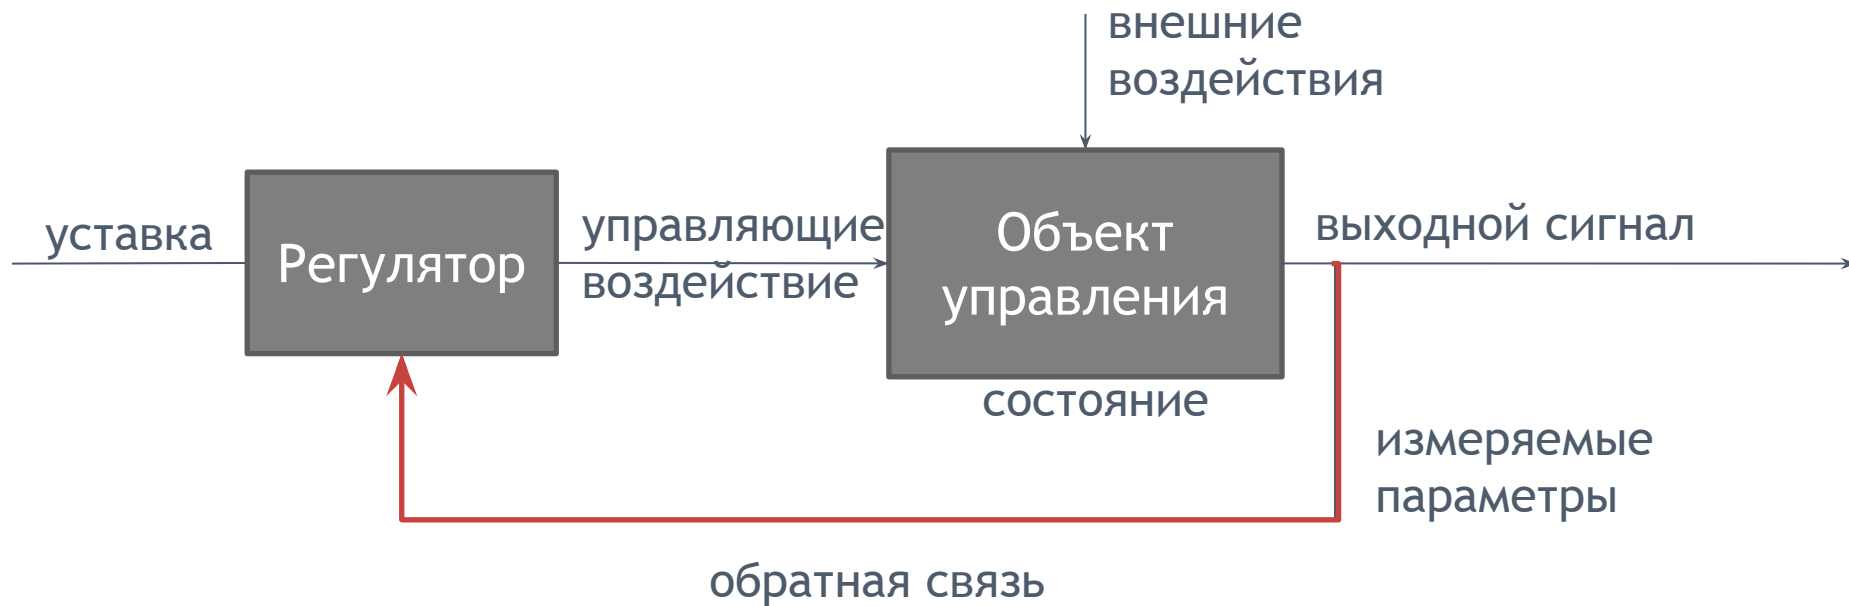 внешние
воздействия
уставка
Регулятор
управляющие
воздействие
Объект
управления
выходной сигнал
состояние
измеряемые
параметры
обратная связь